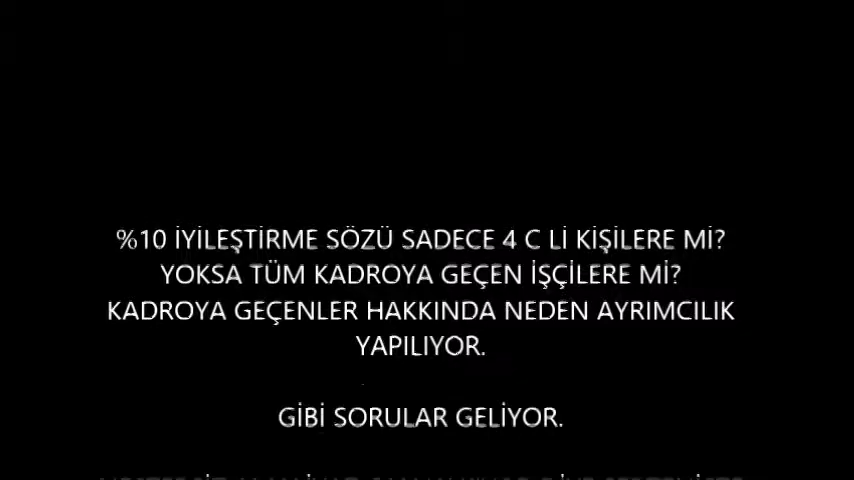 %10 İYİLEŞTİRME SÖZÜ SADECE 4 C Lİ KİŞİLERE Mİ?
YOKSA TÜM KADROYA GEÇEN İŞÇİLERE Mİ?
KADROYA GEÇENLER HAKKINDA NEDEN AYRIMCILIK
YAPILIYOR.
GİBİ SORULAR GELİYOR.